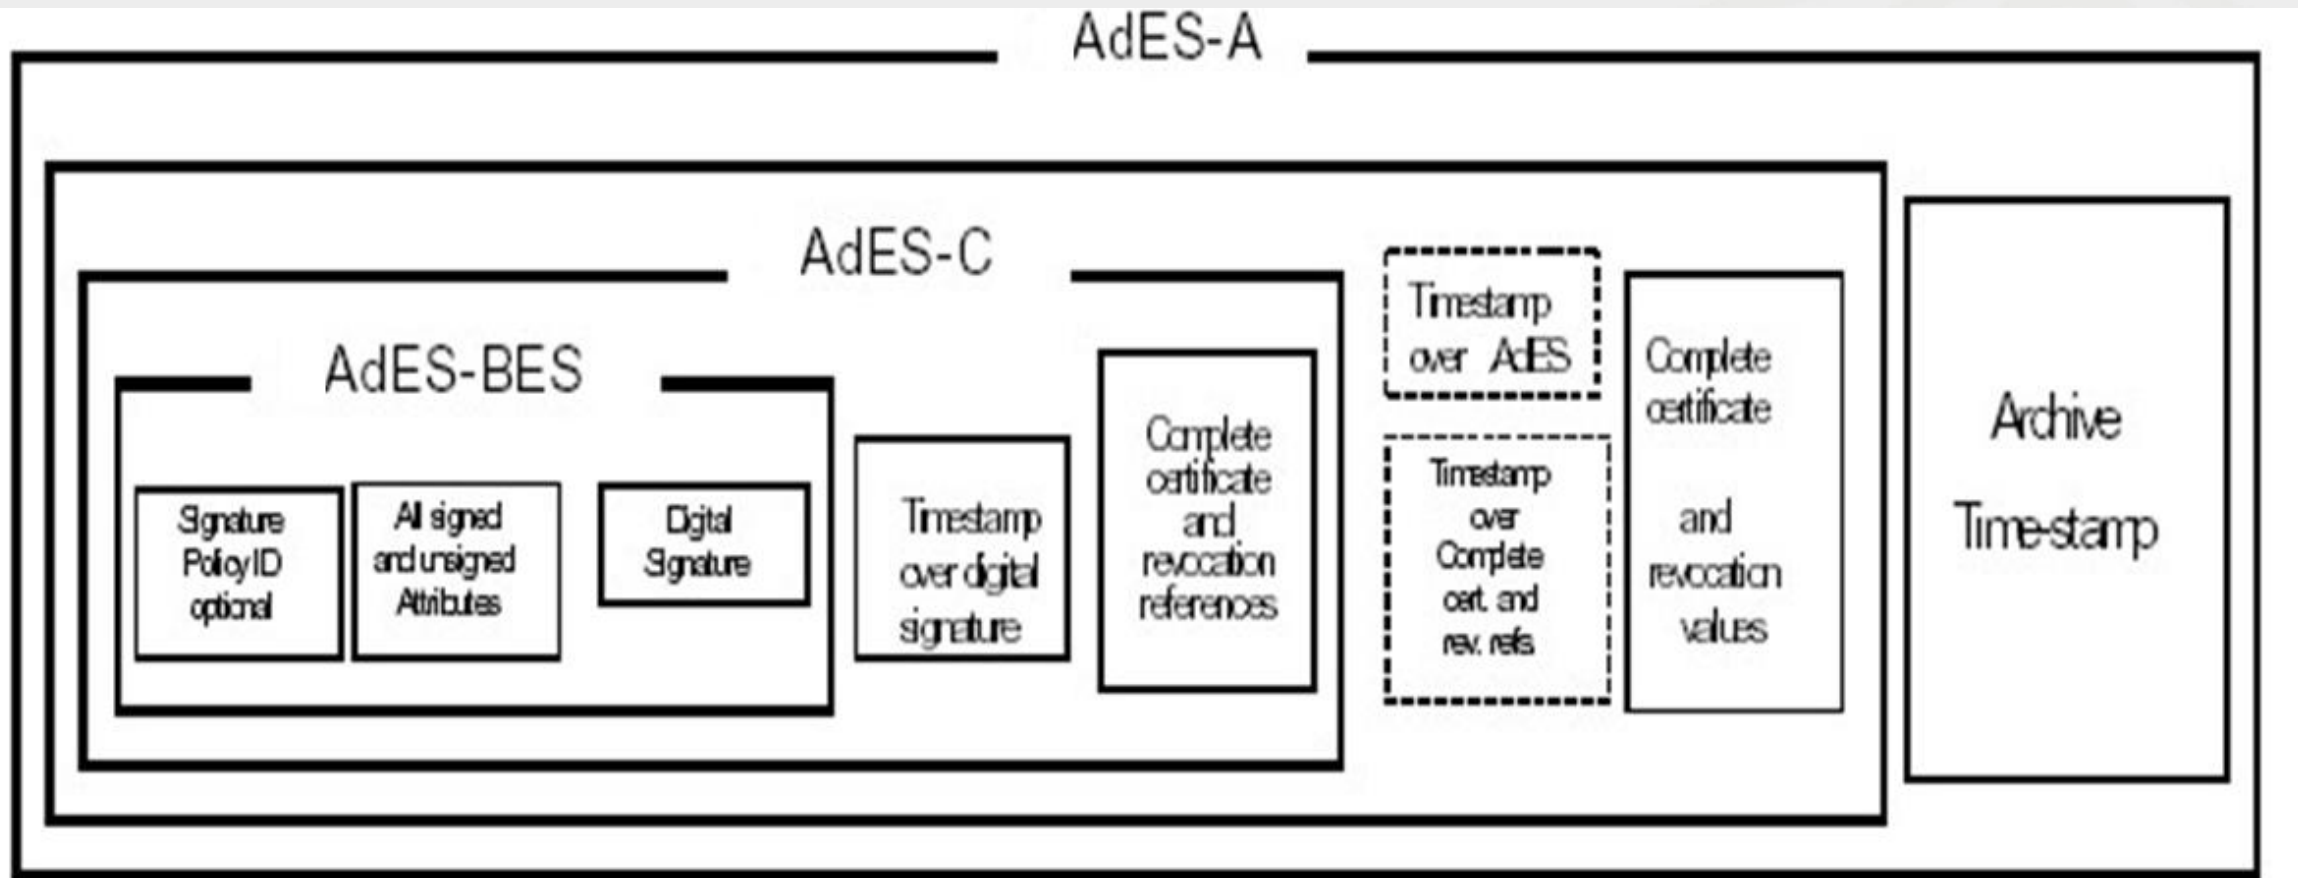 AdES-A
AdES-C
AdES-BES
Signature
Policy ID
optional
All signed
and unsigned
Attributes
Digital
Signature
Timestamp
over digital
signature
Complete
certificate
and
revocation
references
Timestamp
over AdES
Timestamp
over
Complete
cert. and
rev. refs.
Complete
certificate
and
revocation
values
Archive
Time-stamp